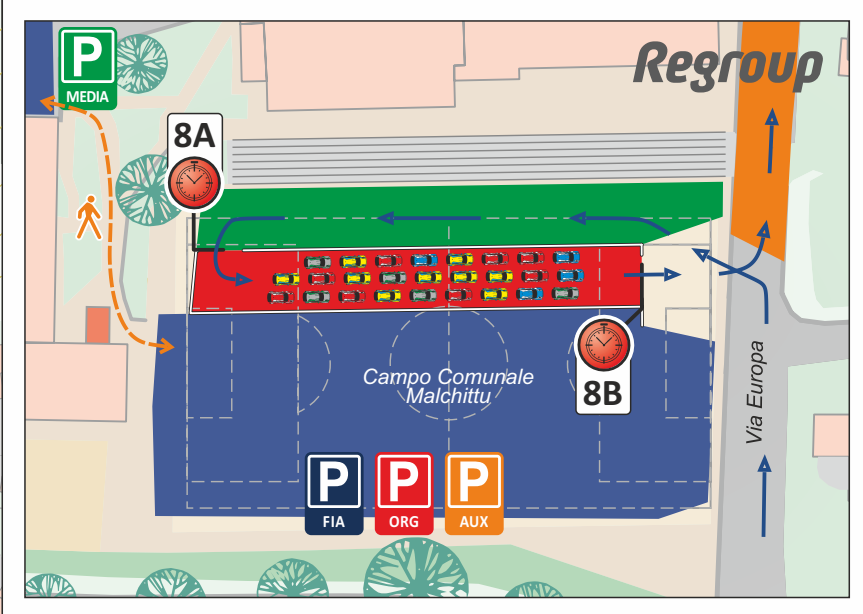 P
MEDIA
Regroup
8A
Campo Comunale
Malchittu
8B
Via Europa
P
FIA
P
ORG
P
AUX